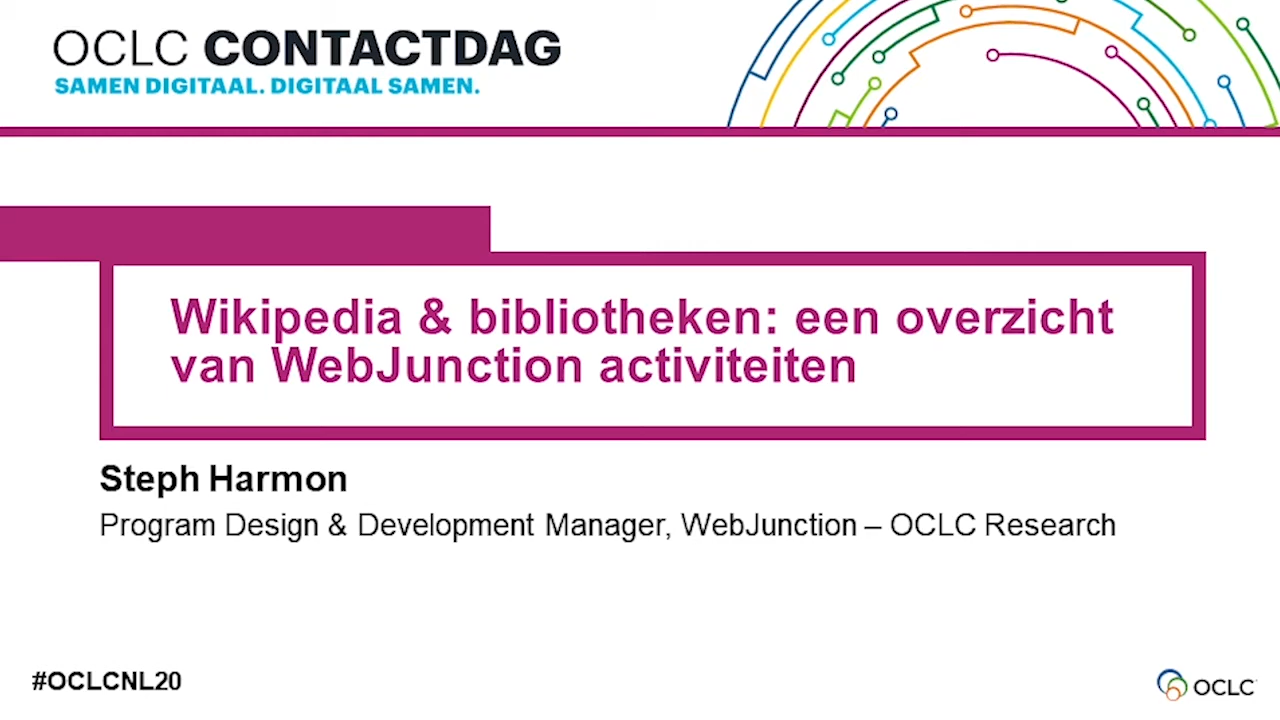 OCLC CONTACTDAG
SAMEN DIGITAAL. DIGITAAL SAMEN.
Wikipedia & bibliotheken: een overzicht
van WebJunction activiteiten
Steph Harmon
Program Design & Development Manager, WebJunction – OCLC Research
#OCLCNL20
OCLC